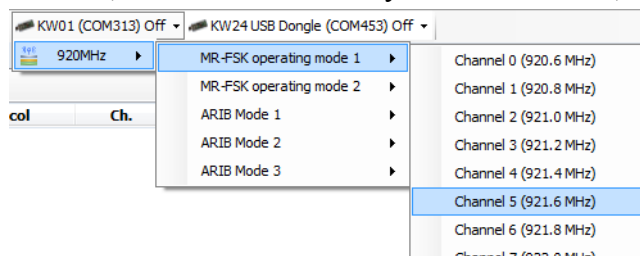 KW01 (COM313) Off KW24 USB Dongle (COM453) Off
920MHz
MR-FSK operating mode 1
MR-FSK operating mode 2
ARIB Mode 1
ARIB Mode 2
ARIB Mode 3
col Ch.
Channel 0 (920.6 MHz)
Channel 1 (920.8 MHz)
Channel 2 (921.0 MHz)
Channel 3 (921.2 MHz)
Channel 4 (921.4 MHz)
Channel 5 (921.6 MHz)
Channel 6 (921.8 MHz)